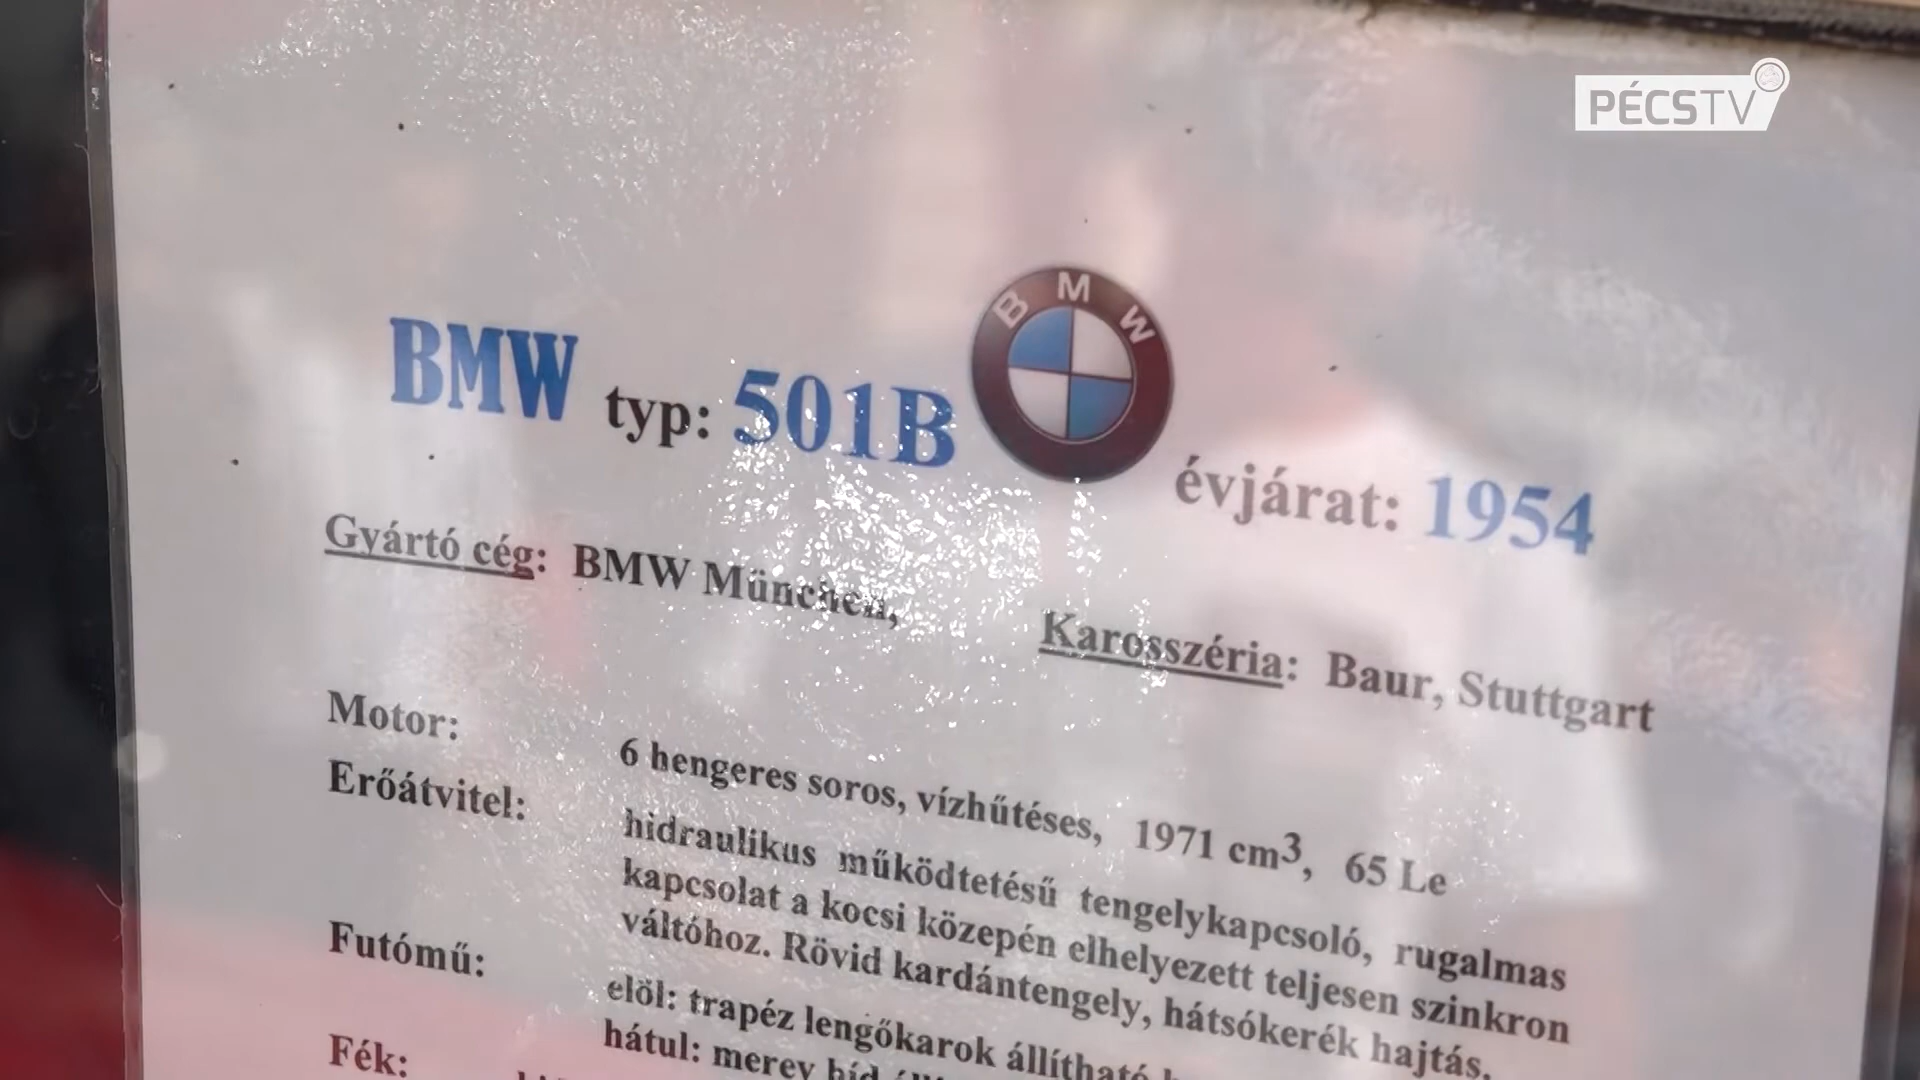 PÉCSTV
BMW typ: 501B BMW évjárat: 1954
Gyártó cég: BMW München, Karosszéria: Baur, Stuttgart
Motor: 6 hengeres soros, vízhűtéses, 1971 cm3, 65 Le
Erőátvitel: hidraulikus működtetésű tengelykapcsoló, rugalmas
kapcsolat a kocsi közepén elhelyezett teljesen szinkron
váltóhoz. Rövid kardántengely, hátsókerék hajtás.
Futómű: elöl: trapéz lengőkarok állítható
hátul: merev híd
Fék: